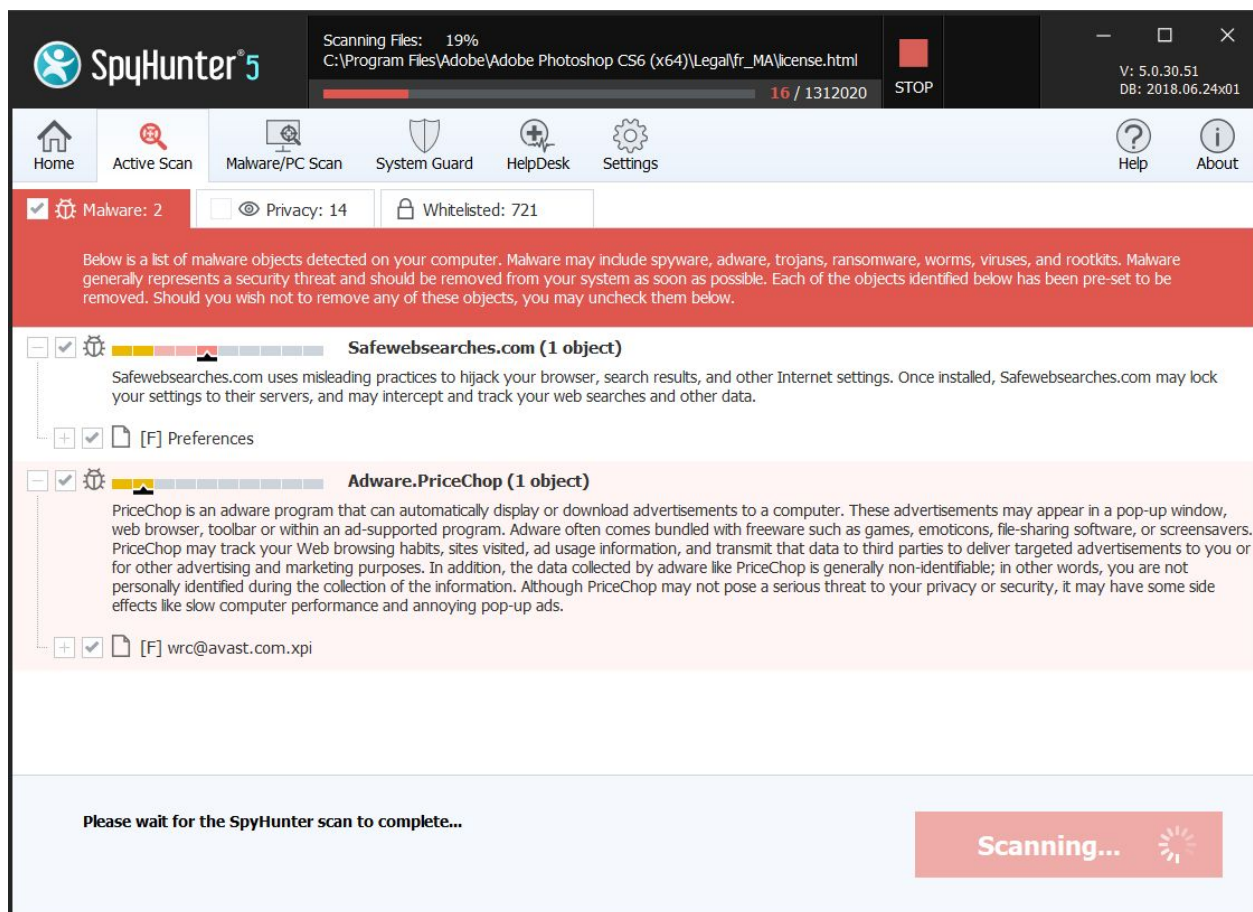 SpyHunter®5
Scanning Files: 19%
C:\Program Files\Adobe\Adobe Photoshop CS6 (x64)\Legal\fr_MA\license.html
16 / 1312020
STOP
V: 5.0.30.51
DB: 2018.06.24x01
Home
Active Scan
Malware/PC Scan
System Guard
HelpDesk
Settings
Help
About
Malware: 2
Privacy: 14
Whitelisted: 721
Below is a list of malware objects detected on your computer. Malware may include spyware, adware, trojans, ransomware, worms, viruses, and rootkits. Malware
generally represents a security threat and should be removed from your system as soon as possible. Each of the objects identified below has been pre-set to be
removed. Should you wish not to remove any of these objects, you may uncheck them below.
Safewebsearches.com (1 object)
Safewebsearches.com uses misleading practices to hijack your browser, search results, and other Internet settings. Once installed, Safewebsearches.com may lock
your settings to their servers, and may intercept and track your web searches and other data.
[F] Preferences
Adware.PriceChop (1 object)
PriceChop is an adware program that can automatically display or download advertisements to a computer. These advertisements may appear in a pop-up window,
web browser, toolbar or within an ad-supported program. Adware often comes bundled with freeware such as games, emoticons, file-sharing software, or screensavers.
PriceChop may track your Web browsing habits, sites visited, ad usage information, and transmit that data to third parties to deliver targeted advertisements to you or
for other advertising and marketing purposes. In addition, the data collected by adware like PriceChop is generally non-identifiable; in other words, you are not
personally identified during the collection of the information. Although PriceChop may not pose a serious threat to your privacy or security, it may have some side
effects like slow computer performance and annoying pop-up ads.
[F] wrc@avast.com.xpi
Please wait for the SpyHunter scan to complete...
Scanning...